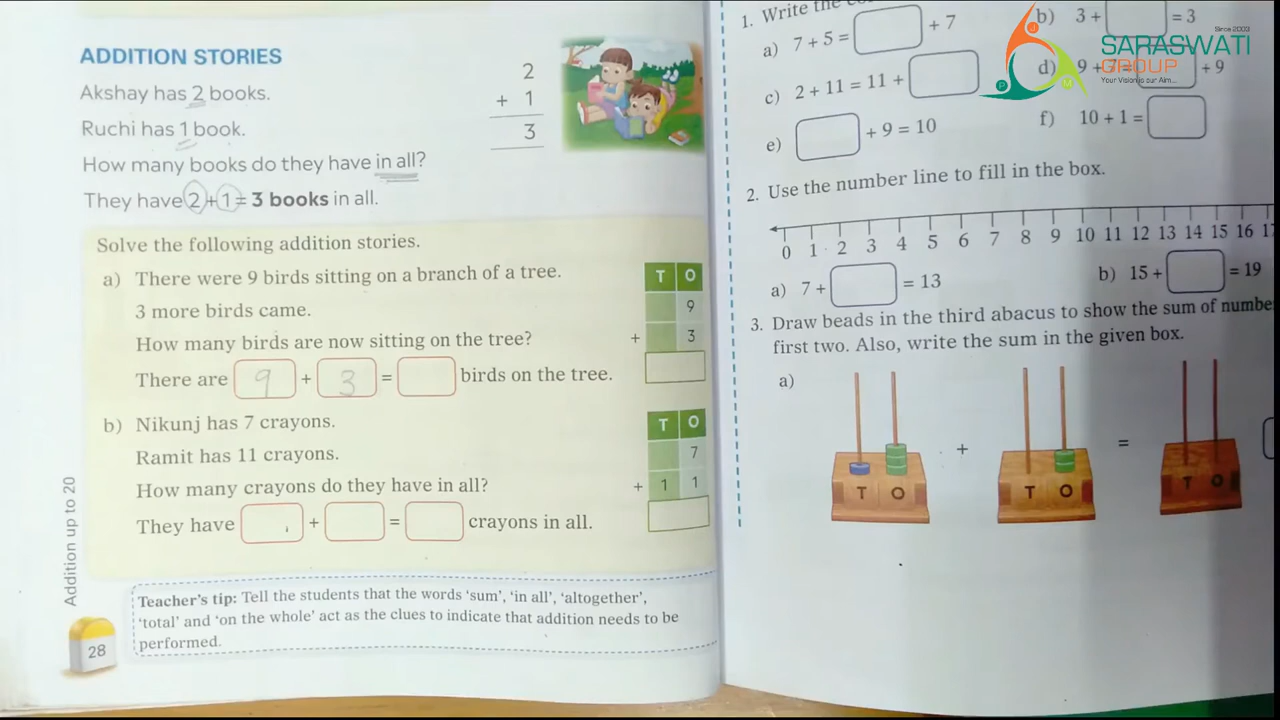 ADDITION STORIES
Akshay has 2 books.
Ruchi has 1 book.
How many books do they have in all?
They have 2+1= 3 books in all.
2
+ 1
3
Solve the following addition stories.
a) There were 9 birds sitting on a branch of a tree.
3 more birds came.
How many birds are now sitting on the tree?
There are 9 + 3 = birds on the tree.
T O
9
+ 3
b) Nikunj has 7 crayons.
Ramit has 11 crayons.
How many crayons do they have in all?
They have + = crayons in all.
T O
7
+ 1 1
Teacher's tip: Tell the students that the words 'sum', 'in all', 'altogether',
'total' and 'on the whole' act as the clues to indicate that addition needs to be
performed.
Addition up to 20
28
1. Write the
a) 7 + 5 = + 7
b) 3 + = 3
c) 2 + 11 = 11 +
d) 9 + 7 = + 9
e) + 9 = 10
f) 10 + 1 =
2. Use the number line to fill in the box.
0 1 2 3 4 5 6 7 8 9 10 11 12 13 14 15 16
a) 7 + = 13
b) 15 + = 19
3. Draw beads in the third abacus to show the sum of
first two. Also, write the sum in the given box.
a)
T O + T O = T O
Since 2003
SARASWATI
GROUP
Your Vision is our Aim...
P M